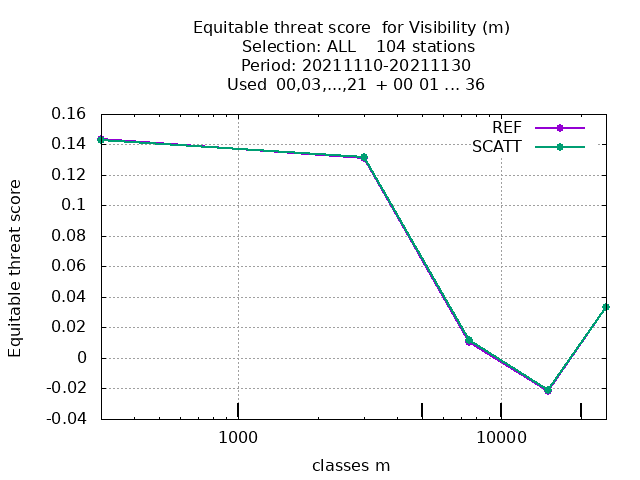 Equitable threat score  for Visibility (m)
Selection: ALL    104 stations
Period: 20211110-20211130
Used  00,03,...,21  + 00 01 ... 36
0.16
0.14
0.12
0.1
0.08
0.06
0.04
0.02
0
-0.02
-0.04
Equitable threat score
REF
SCATT
1000
10000
classes m